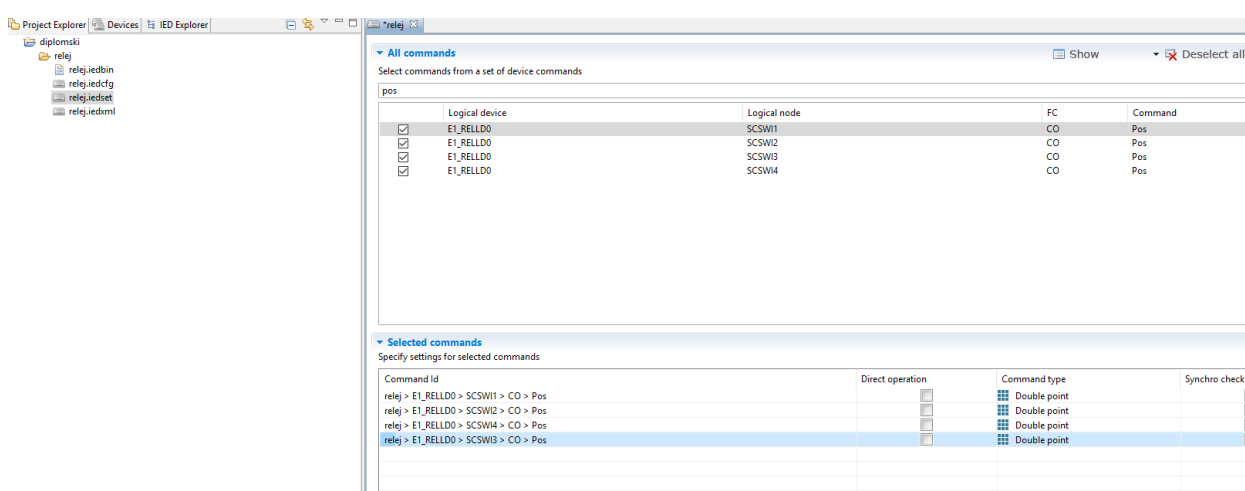 Project Explorer Devices IED Explorer
diplomski
relej
relej.iedbin
relej.iedcfg
relej.iedset
relej.iedxml
*relej
All commands Show Deselect all
Select commands from a set of device commands
pos
Logical device Logical node FC Command
E1_RELLD0 SCSWI1 CO Pos
E1_RELLD0 SCSWI2 CO Pos
E1_RELLD0 SCSWI3 CO Pos
E1_RELLD0 SCSWI4 CO Pos
Selected commands
Specify settings for selected commands
Command Id Direct operation Command type Synchro check
relej > E1_RELLD0 > SCSWI1 > CO > Pos Double point
relej > E1_RELLD0 > SCSWI2 > CO > Pos Double point
relej > E1_RELLD0 > SCSWI4 > CO > Pos Double point
relej > E1_RELLD0 > SCSWI3 > CO > Pos Double point